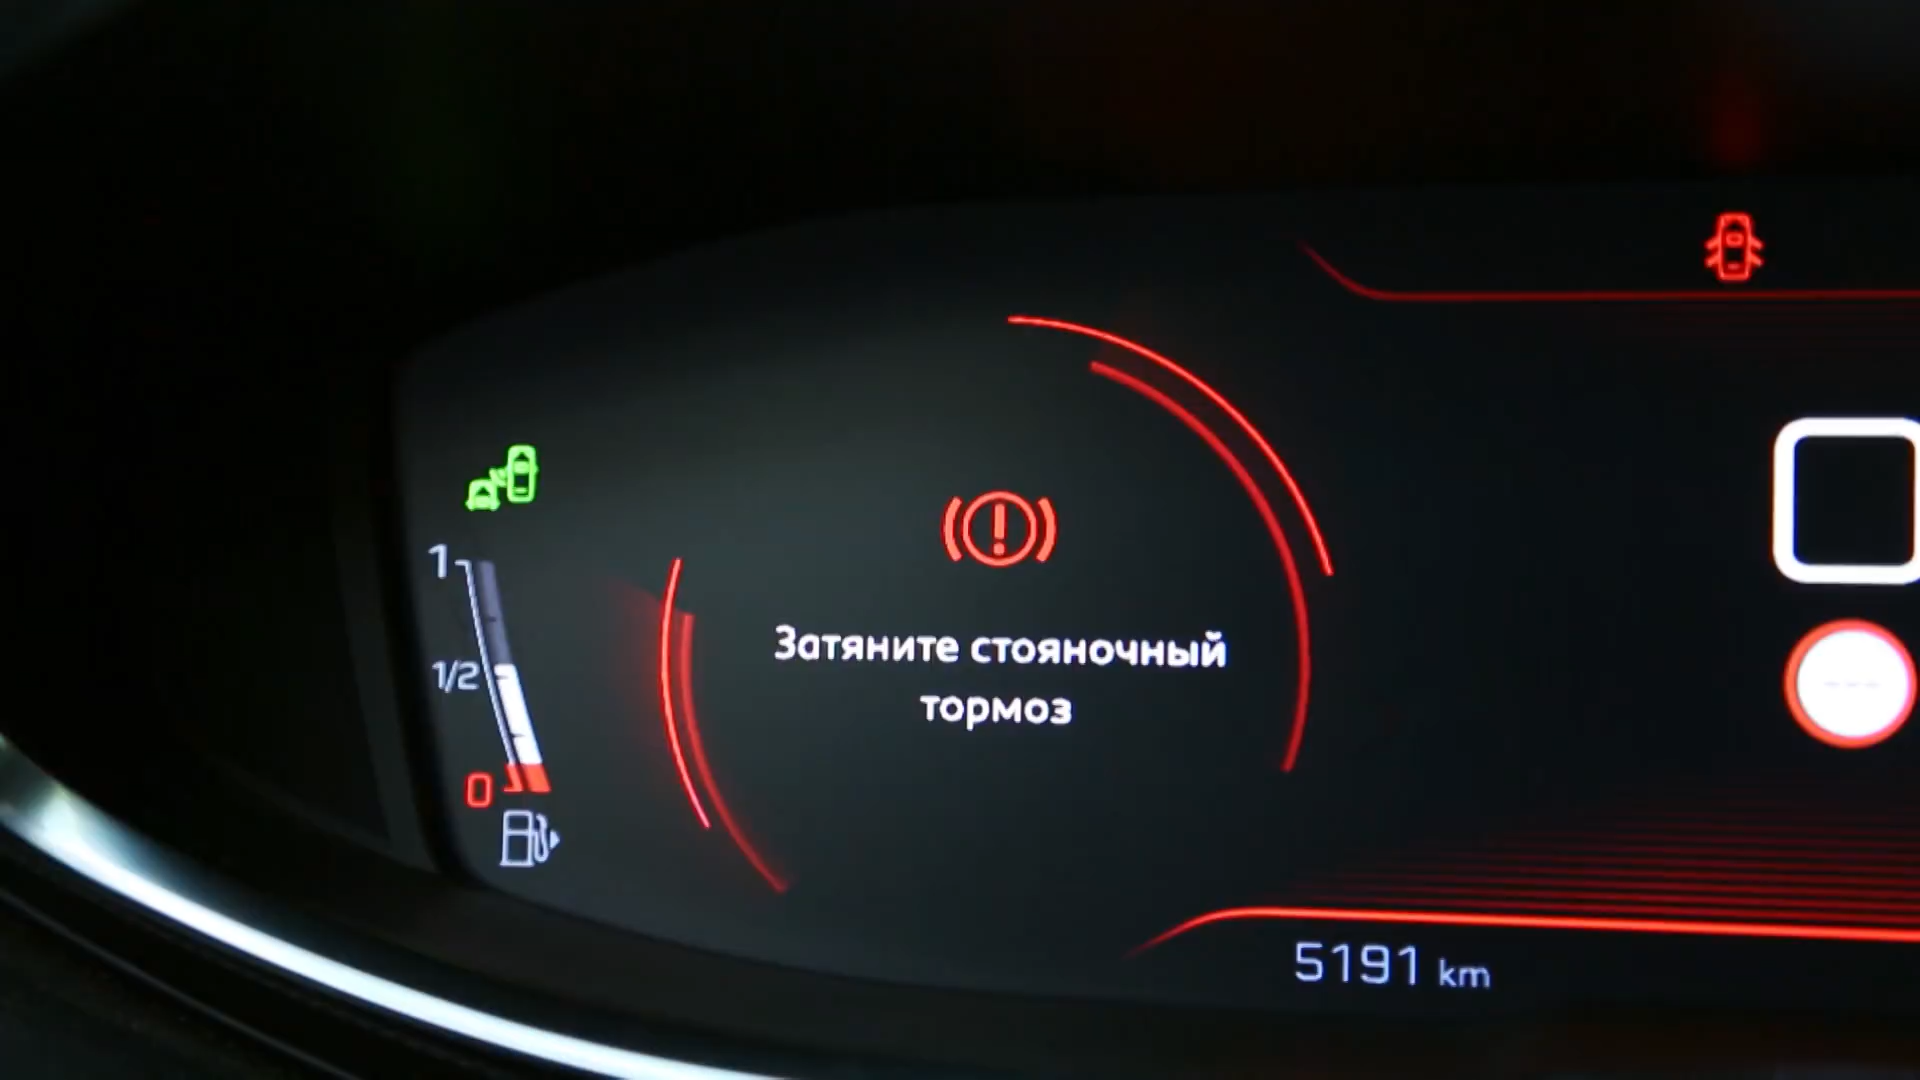 1
1/2
0
!
Затяните стояночный
тормоз
---
5191 km